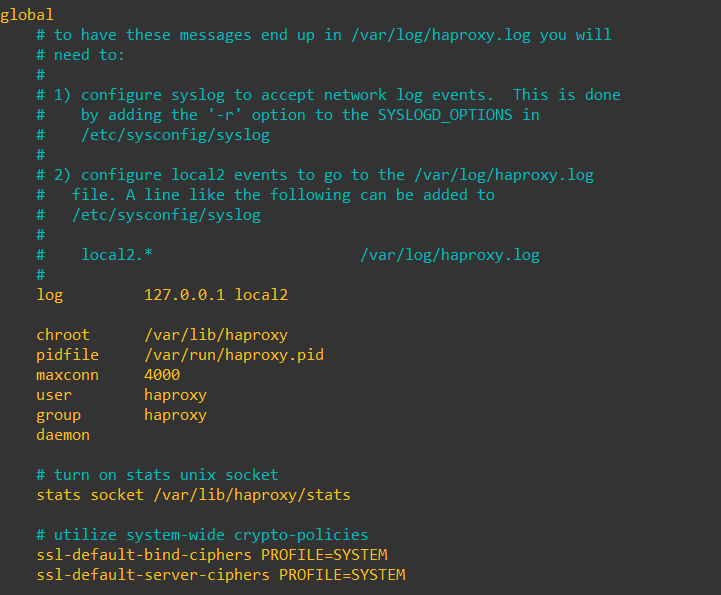 global
    # to have these messages end up in /var/log/haproxy.log you will
    # need to:
    #
    # 1) configure syslog to accept network log events.  This is done
    #    by adding the '-r' option to the SYSLOGD_OPTIONS in
    #    /etc/sysconfig/syslog
    #
    # 2) configure local2 events to go to the /var/log/haproxy.log
    #   file. A line like the following can be added to
    #   /etc/sysconfig/syslog
    #
    #    local2.*                       /var/log/haproxy.log
    #
    log         127.0.0.1 local2

    chroot      /var/lib/haproxy
    pidfile     /var/run/haproxy.pid
    maxconn     4000
    user        haproxy
    group       haproxy
    daemon

    # turn on stats unix socket
    stats socket /var/lib/haproxy/stats

    # utilize system-wide crypto-policies
    ssl-default-bind-ciphers PROFILE=SYSTEM
    ssl-default-server-ciphers PROFILE=SYSTEM